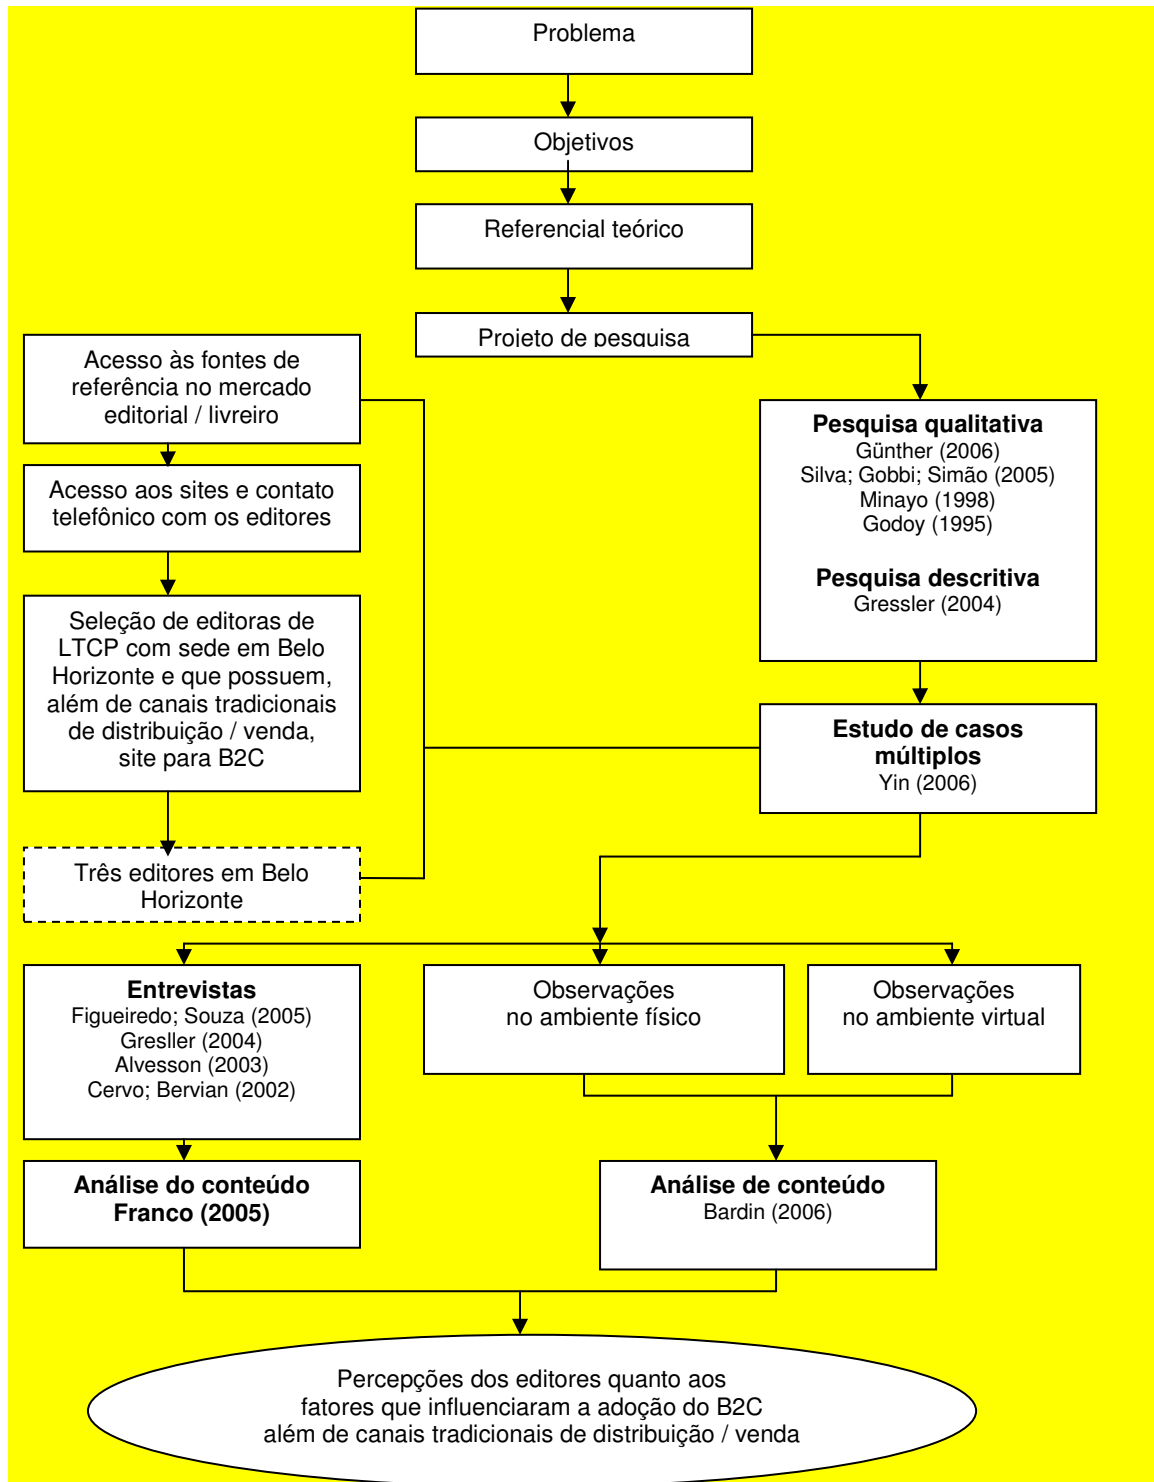 Problema
Objetivos
Referencial teórico
Projeto de pesquisa
Acesso às fontes de
referência no mercado
editorial / livreiro
Acesso aos sites e contato
telefônico com os editores
Seleção de editoras de
LTCP com sede em Belo
Horizonte e que possuem,
além de canais tradicionais
de distribuição / venda,
site para B2C
Três editores em Belo
Horizonte
Pesquisa qualitativa
Günther (2006)
Silva; Gobbi; Simão (2005)
Minayo (1998)
Godoy (1995)
Pesquisa descritiva
Gressler (2004)
Estudo de casos
múltiplos
Yin (2006)
Entrevistas
Figueiredo; Souza (2005)
Gresller (2004)
Alvesson (2003)
Cervo; Bervian (2002)
Observações
no ambiente físico
Observações
no ambiente virtual
Análise do conteúdo
Franco (2005)
Análise de conteúdo
Bardin (2006)
Percepções dos editores quanto aos
fatores que influenciaram a adoção do B2C
além de canais tradicionais de distribuição / venda